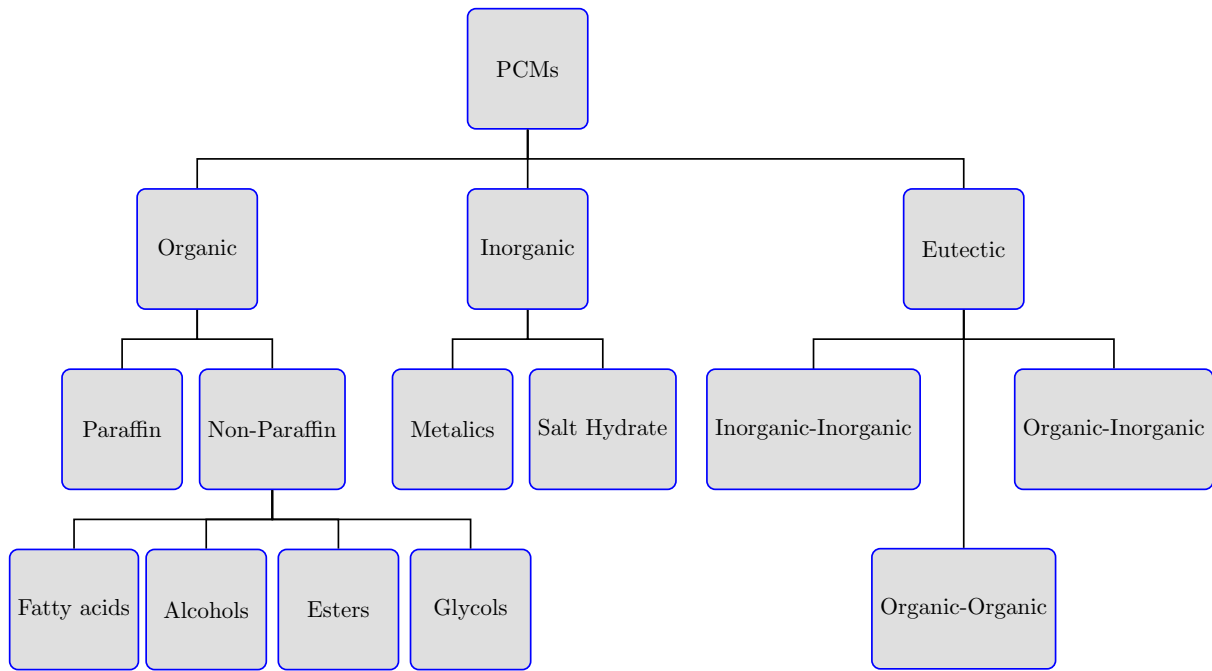 PCMs
Organic
Inorganic
Eutectic
Paraffin
Non-Paraffin
Metalics
Salt Hydrate
Inorganic-Inorganic
Organic-Inorganic
Fatty acids
Alcohols
Esters
Glycols
Organic-Organic